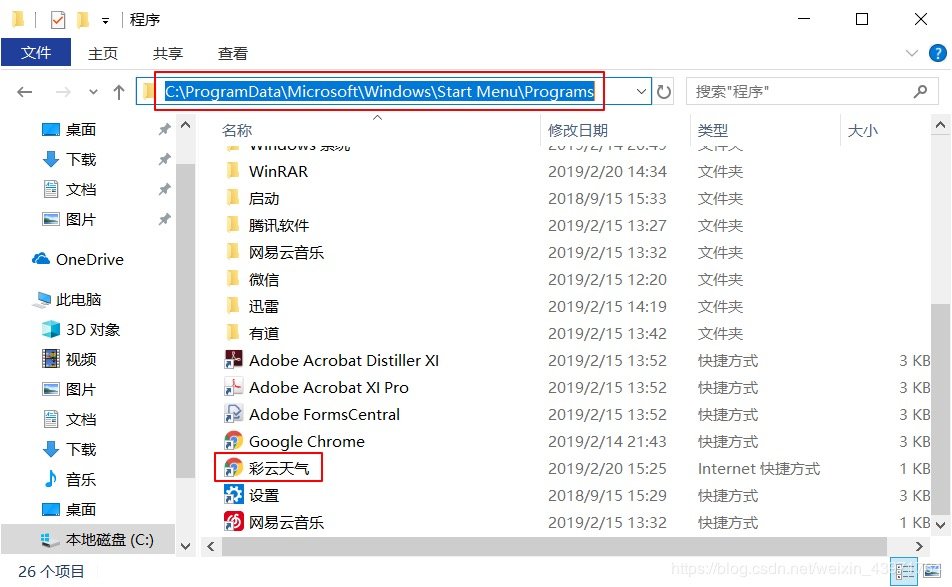 程序
文件 主页 共享 查看
C:\ProgramData\Microsoft\Windows\Start Menu\Programs 搜索"程序"
桌面
下载
文档
图片
OneDrive
此电脑
3D 对象
视频
图片
文档
下载
音乐
桌面
本地磁盘 (C:)
名称 修改日期 类型 大小
Windows 系统 2019/2/14 20:49 文件夹
WinRAR 2019/2/20 14:34 文件夹
启动 2018/9/15 15:33 文件夹
腾讯软件 2019/2/15 13:27 文件夹
网易云音乐 2019/2/15 13:32 文件夹
微信 2019/2/15 12:20 文件夹
迅雷 2019/2/15 14:19 文件夹
有道 2019/2/15 13:42 文件夹
Adobe Acrobat Distiller XI 2019/2/15 13:52 快捷方式 3 KB
Adobe Acrobat XI Pro 2019/2/15 13:52 快捷方式 3 KB
Adobe FormsCentral 2019/2/15 13:52 快捷方式 3 KB
Google Chrome 2019/2/14 21:43 快捷方式 3 KB
彩云天气 2019/2/20 15:25 Internet 快捷方式 1 KB
设置 2018/9/15 15:29 快捷方式 3 KB
网易云音乐 2019/2/15 13:32 快捷方式 1 KB
26 个项目